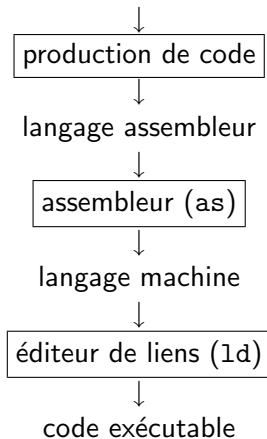 production de code
langage assembleur
assembleur (as)
langage machine
éditeur de liens (ld)
code exécutable